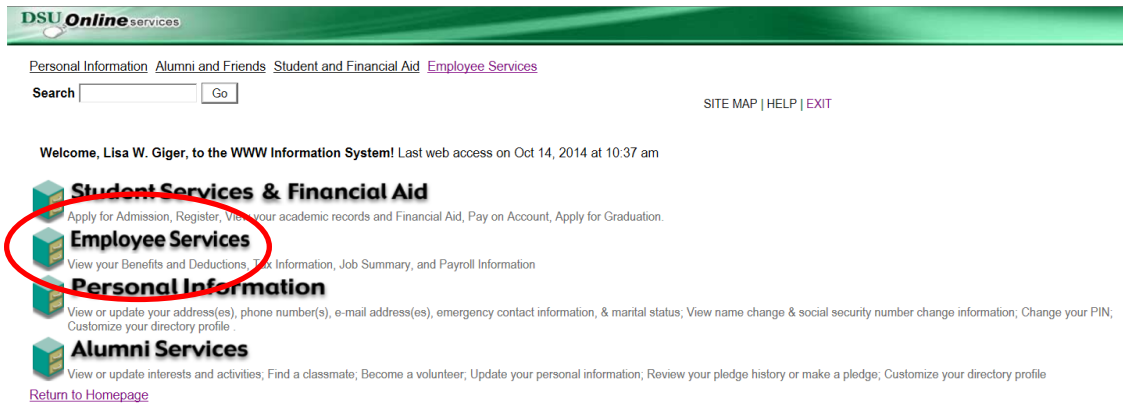 DSU Online services
Personal Information Alumni and Friends Student and Financial Aid Employee Services
Search Go
SITE MAP | HELP | EXIT
Welcome, Lisa W. Giger, to the WWW Information System! Last web access on Oct 14, 2014 at 10:37 am
Student Services & Financial Aid
Apply for Admission, Register, View your academic records and Financial Aid, Pay on Account, Apply for Graduation.
Employee Services
View your Benefits and Deductions, Tax Information, Job Summary, and Payroll Information
Personal Information
View or update your address(es), phone number(s), e-mail address(es), emergency contact information, & marital status; View name change & social security number change information; Change your PIN;
Customize your directory profile .
Alumni Services
View or update interests and activities; Find a classmate; Become a volunteer; Update your personal information; Review your pledge history or make a pledge; Customize your directory profile
Return to Homepage